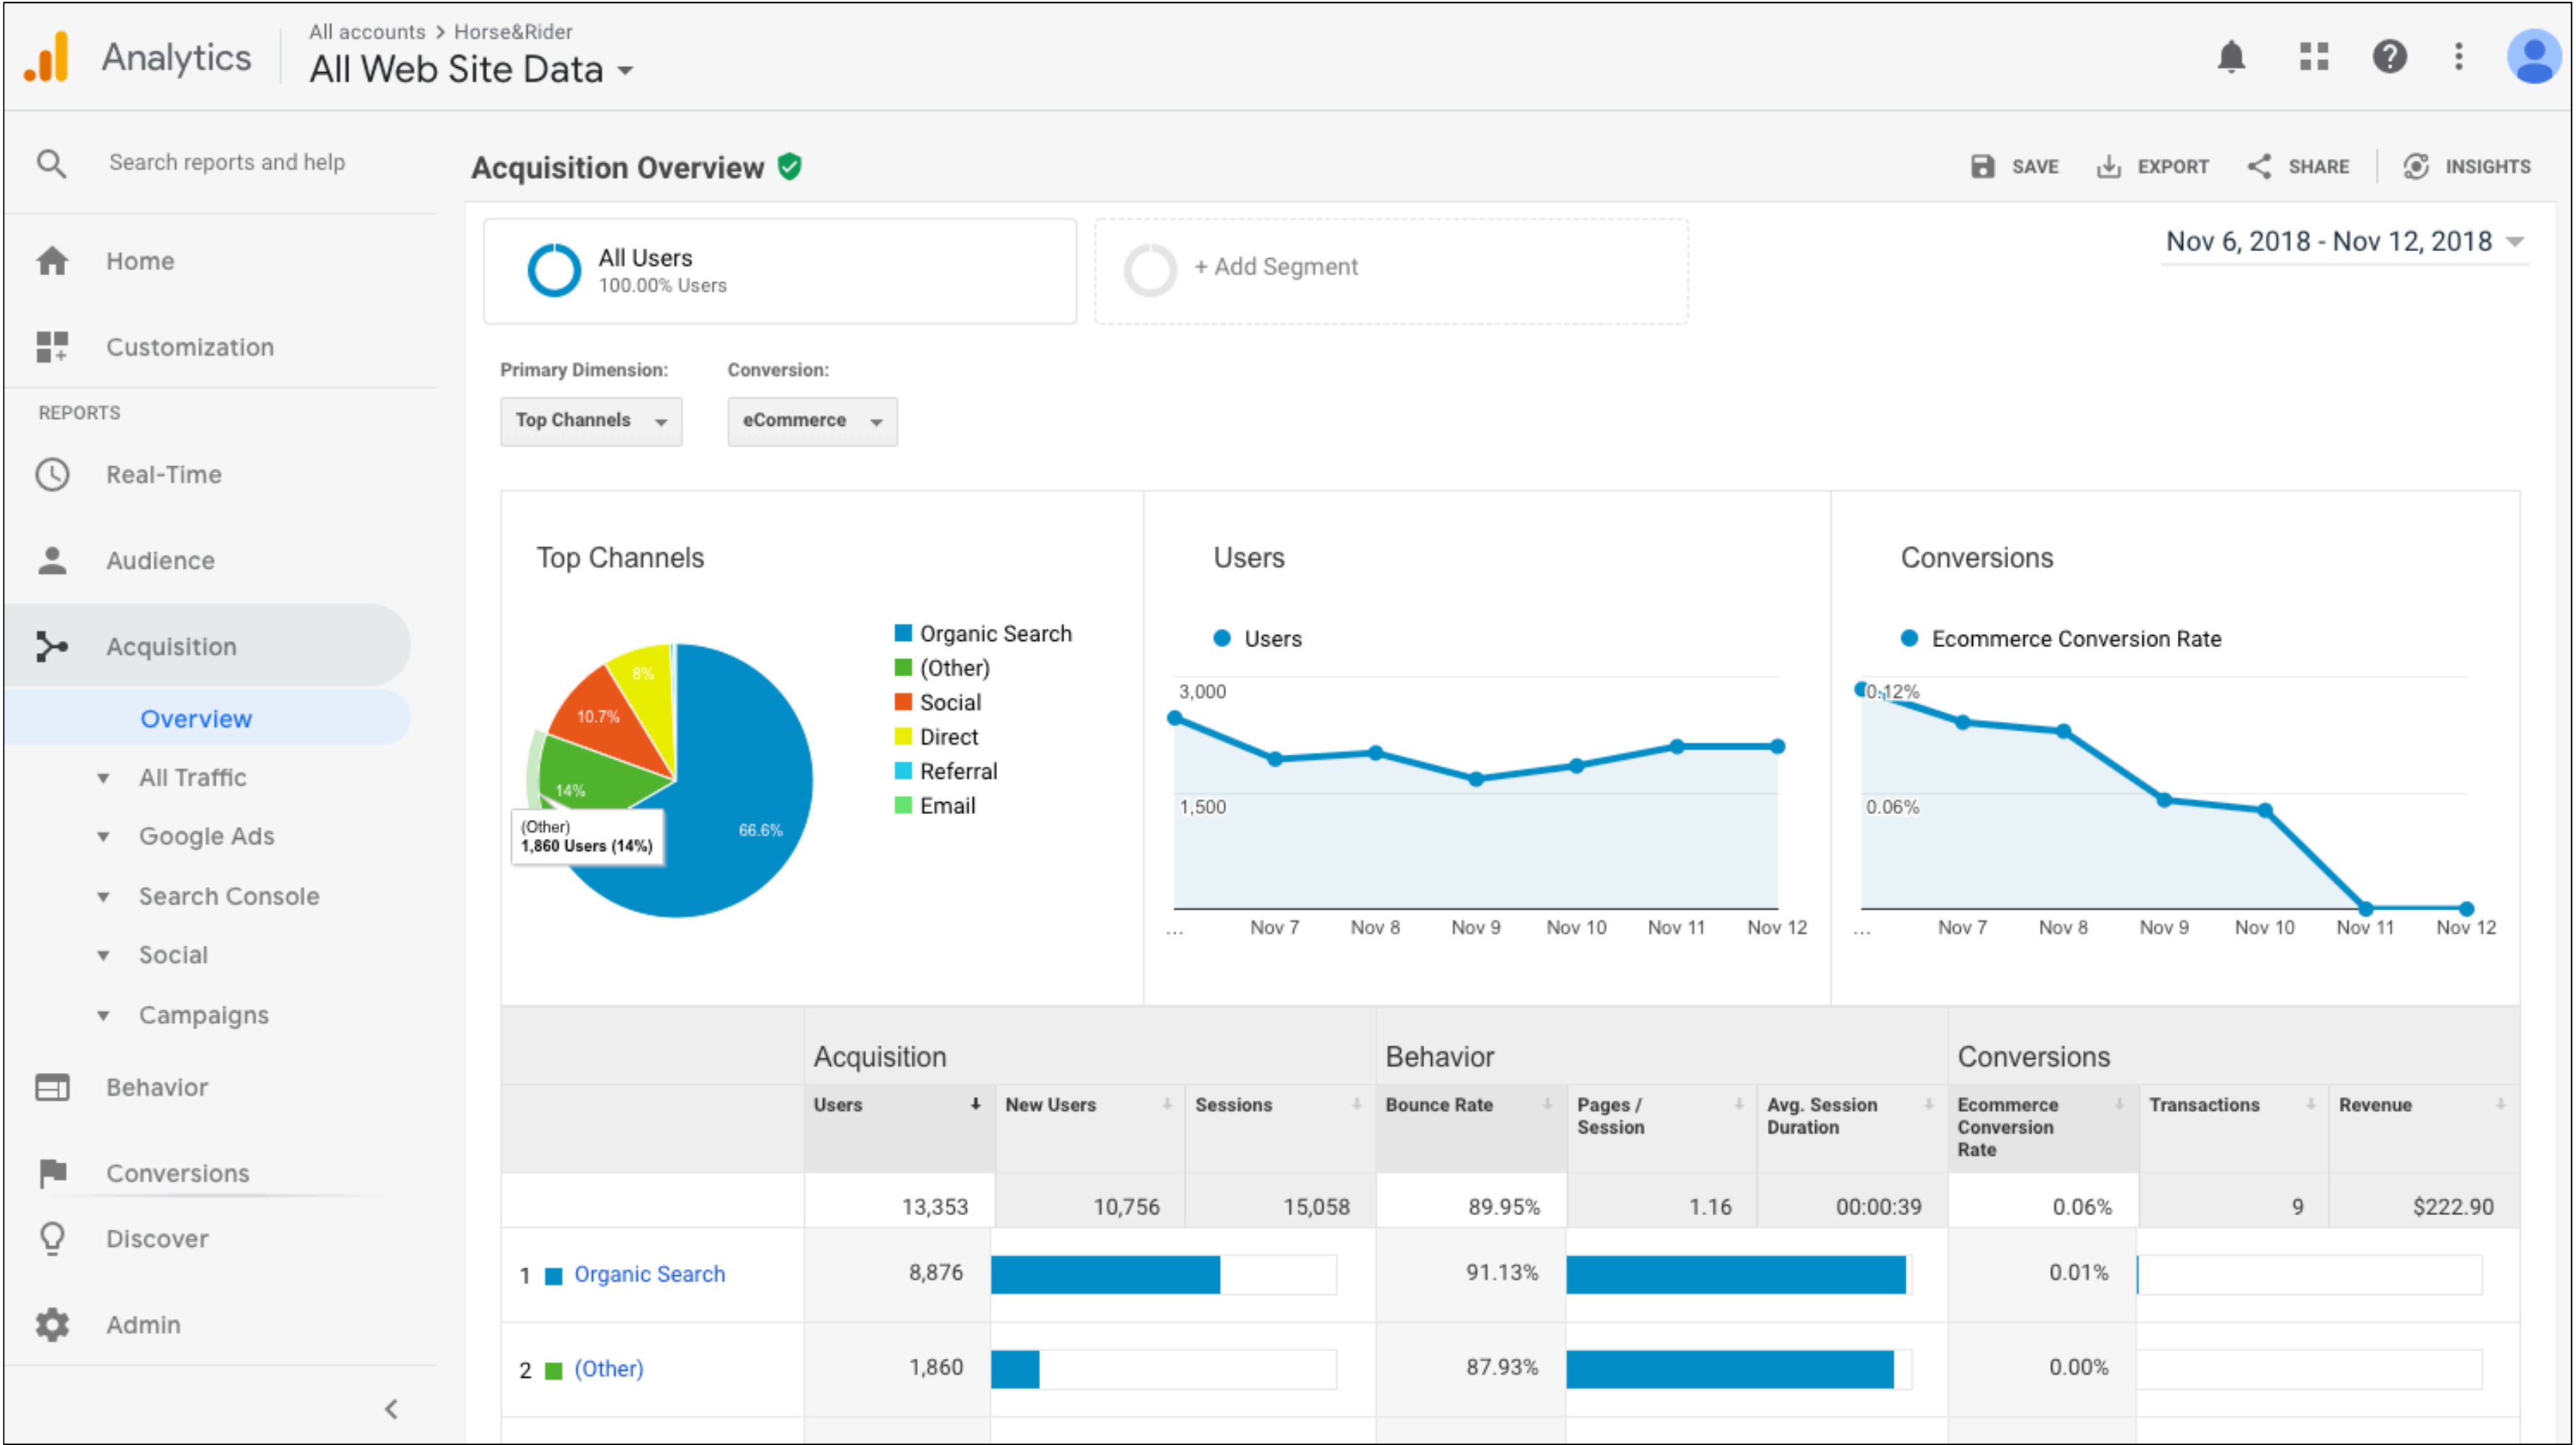 Analytics
All accounts > Horse&Rider
All Web Site Data
Search reports and help
Home
Customization
REPORTS
Real-Time
Audience
Acquisition
Overview
All Traffic
Google Ads
Search Console
Social
Campaigns
Behavior
Conversions
Discover
Admin
Acquisition Overview
SAVE
EXPORT
SHARE
INSIGHTS
All Users
100.00% Users
+ Add Segment
Nov 6, 2018 - Nov 12, 2018
Primary Dimension:
Conversion:
Top Channels
eCommerce
Top Channels
8%
10.7%
14%
66.6%
(Other)
1,860 Users (14%)
Organic Search
(Other)
Social
Direct
Referral
Email
Users
Users
3,000
1,500
... Nov 7 Nov 8 Nov 9 Nov 10 Nov 11 Nov 12
Conversions
Ecommerce Conversion Rate
0.12%
0.06%
... Nov 7 Nov 8 Nov 9 Nov 10 Nov 11 Nov 12
Acquisition Behavior Conversions
Users New Users Sessions Bounce Rate Pages / Session Avg. Session Duration Ecommerce Conversion Rate Transactions Revenue
13,353 10,756 15,058 89.95% 1.16 00:00:39 0.06% 9 $222.90
1 Organic Search 8,876 91.13% 0.01%
2 (Other) 1,860 87.93% 0.00%